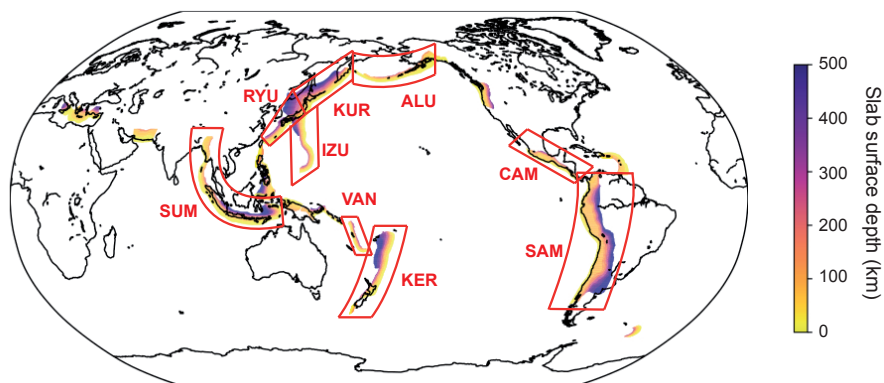 RYU
KUR
ALU
IZU
CAM
SUM
VAN
SAM
KER
500
400
300
200
100
0
Slab surface depth (km)